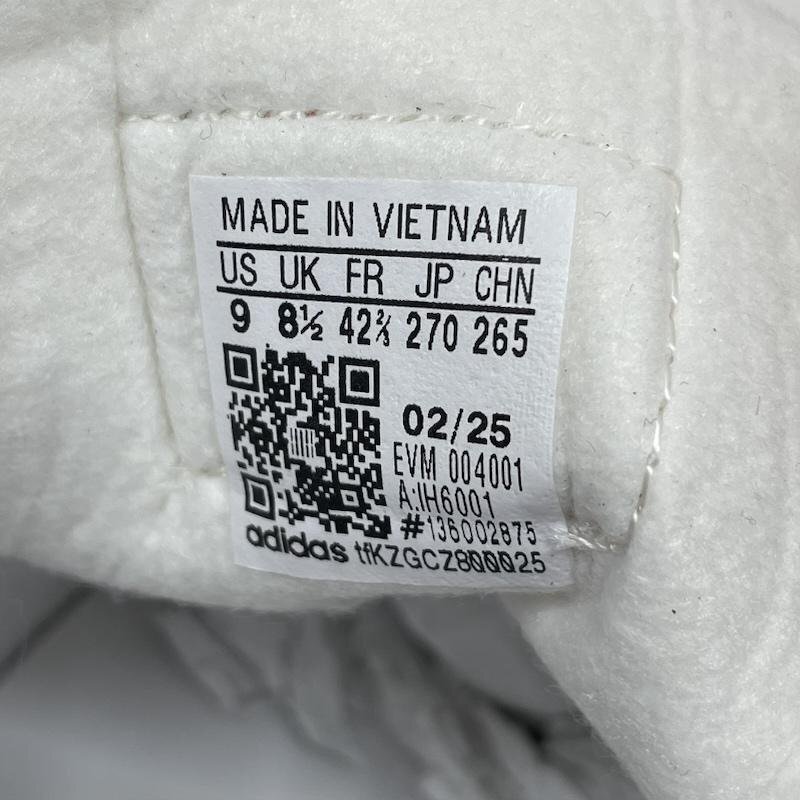 MADE IN VIETNAM
US UK FR JP CHN
9 8½ 42⅔ 270 265
02/25
EVM 004001
A:IH6001
#136002875
adidas tfKZGCZ8000025